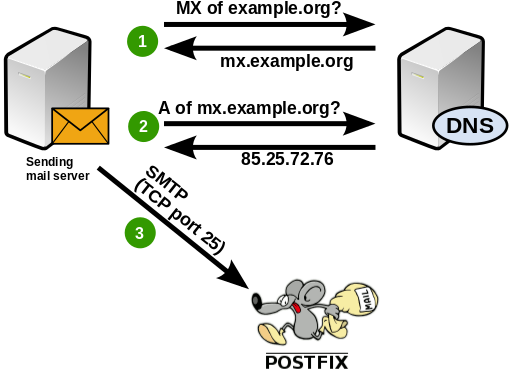 MX of example.org?
1
mx.example.org
A of mx.example.org?
2
85.25.72.76
DNS
Sending
mail server
SMTP
(TCP port 25)
3
MAIL
POSTFIX